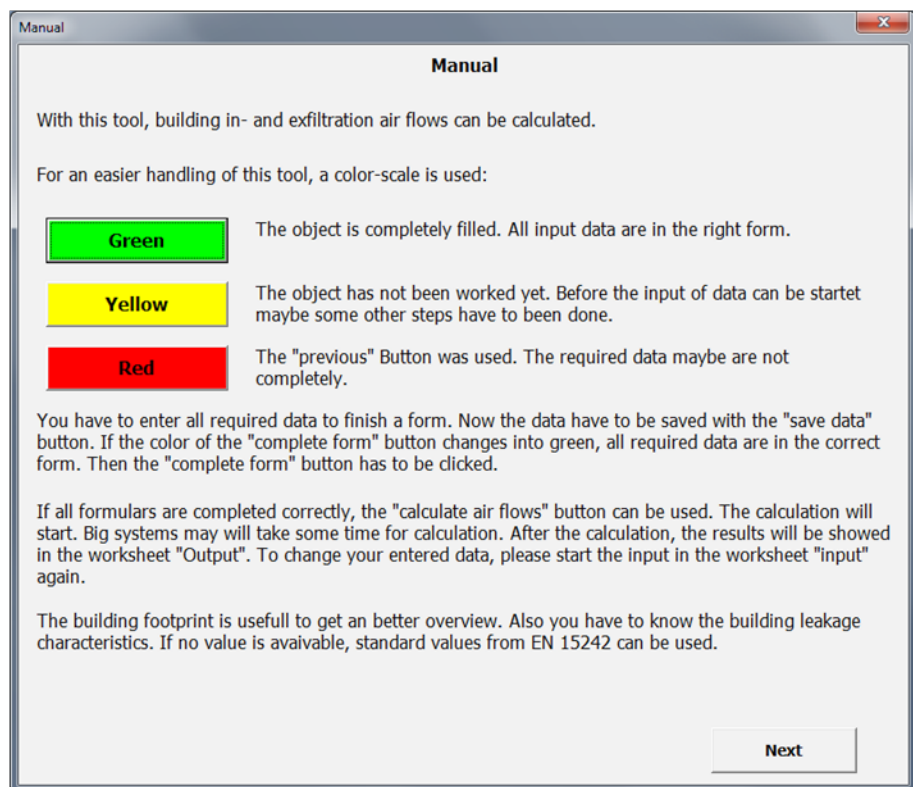 Manual
Manual
With this tool, building in- and exfiltration air flows can be calculated.
For an easier handling of this tool, a color-scale is used:
Green
The object is completely filled. All input data are in the right form.
Yellow
The object has not been worked yet. Before the input of data can be startet
maybe some other steps have to been done.
Red
The "previous" Button was used. The required data maybe are not
completely.
You have to enter all required data to finish a form. Now the data have to be saved with the "save data"
button. If the color of the "complete form" button changes into green, all required data are in the correct
form. Then the "complete form" button has to be clicked.
If all formulars are completed correctly, the "calculate air flows" button can be used. The calculation will
start. Big systems may will take some time for calculation. After the calculation, the results will be showed
in the worksheet "Output". To change your entered data, please start the input in the worksheet "input"
again.
The building footprint is usefull to get an better overview. Also you have to know the building leakage
characteristics. If no value is avaivable, standard values from EN 15242 can be used.
Next